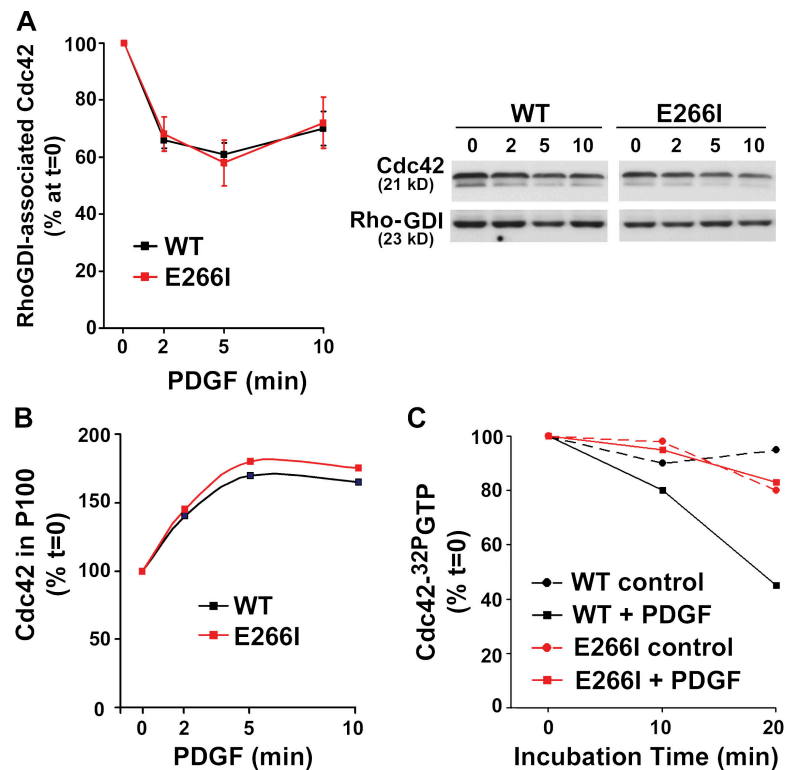 A
RhoGDI-associated Cdc42
(% at t=0)
100
80
60
40
20
0
WT
E266I
0 2 5 10
PDGF (min)
WT E266I
0 2 5 10 0 2 5 10
Cdc42
(21 kD)
Rho-GDI
(23 kD)
B
Cdc42 in P100
(% t=0)
200
150
100
50
0
WT
E266I
0 2 5 10
PDGF (min)
C
Cdc42-32PGTP
(% t=0)
100
80
60
40
20
0
WT control
WT + PDGF
E266I control
E266I + PDGF
0 10 20
Incubation Time (min)